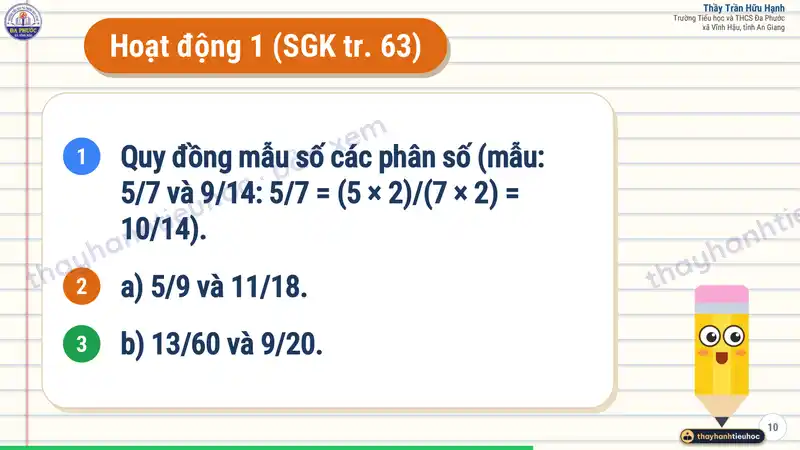 Thầy Trần Hữu Hạnh
Trường Tiểu học và THCS Đa Phước
xã Vĩnh Hậu, tỉnh An Giang
ĐA PHƯỚC
Hoạt động 1 (SGK tr. 63)
1 Quy đồng mẫu số các phân số (mẫu:
5/7 và 9/14: 5/7 = (5 × 2)/(7 × 2) =
10/14).
2 a) 5/9 và 11/18.
3 b) 13/60 và 9/20.
10
thayhanhtieuhoc